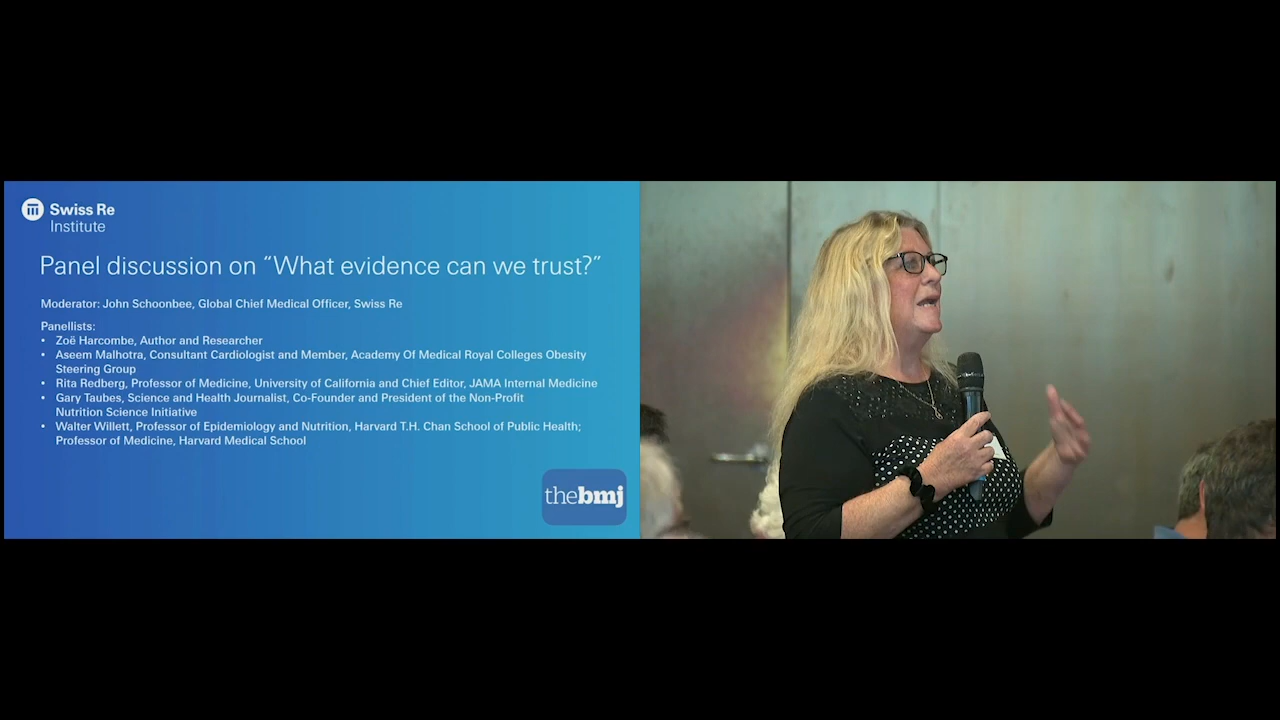 Swiss Re
Institute
Panel discussion on “What evidence can we trust?”
Moderator: John Schoonbee, Global Chief Medical Officer, Swiss Re
Panellists:
• Zoë Harcombe, Author and Researcher
• Aseem Malhotra, Consultant Cardiologist and Member, Academy Of Medical Royal Colleges Obesity
Steering Group
• Rita Redberg, Professor of Medicine, University of California and Chief Editor, JAMA Internal Medicine
• Gary Taubes, Science and Health Journalist, Co-Founder and President of the Non-Profit
Nutrition Science Initiative
• Walter Willett, Professor of Epidemiology and Nutrition, Harvard T.H. Chan School of Public Health;
Professor of Medicine, Harvard Medical School
thebmj